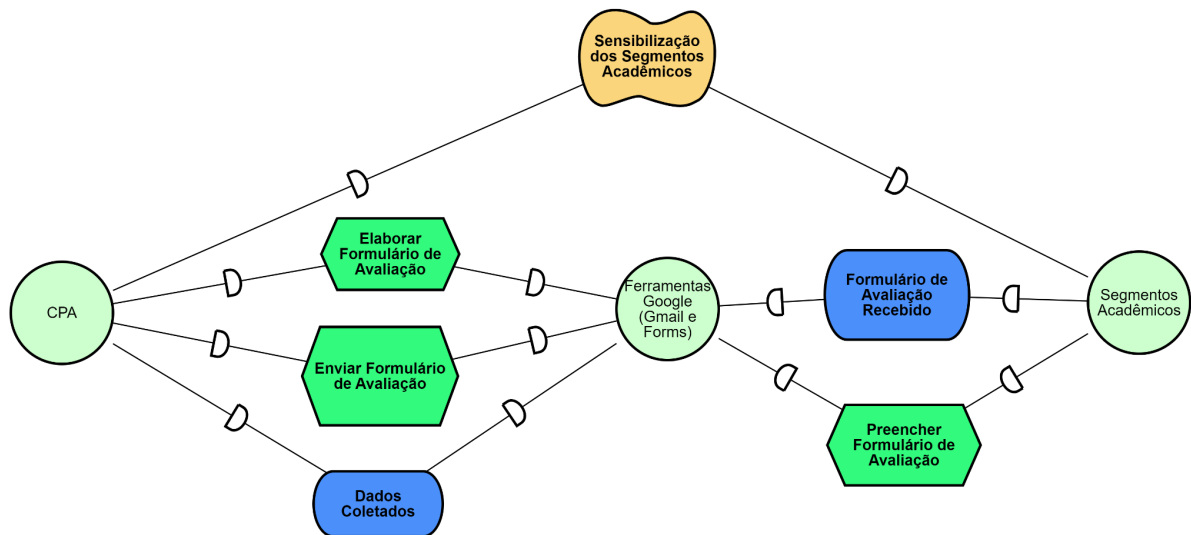 Sensibilização
dos Segmentos
Acadêmicos
Elaborar
Formulário de
Avaliação
CPA
Enviar Formulário
de Avaliação
Dados
Coletados
Ferramentas
Google
(Gmail e
Forms)
Formulário de
Avaliação
Recebido
Segmentos
Acadêmicos
Preencher
Formulário de
Avaliação